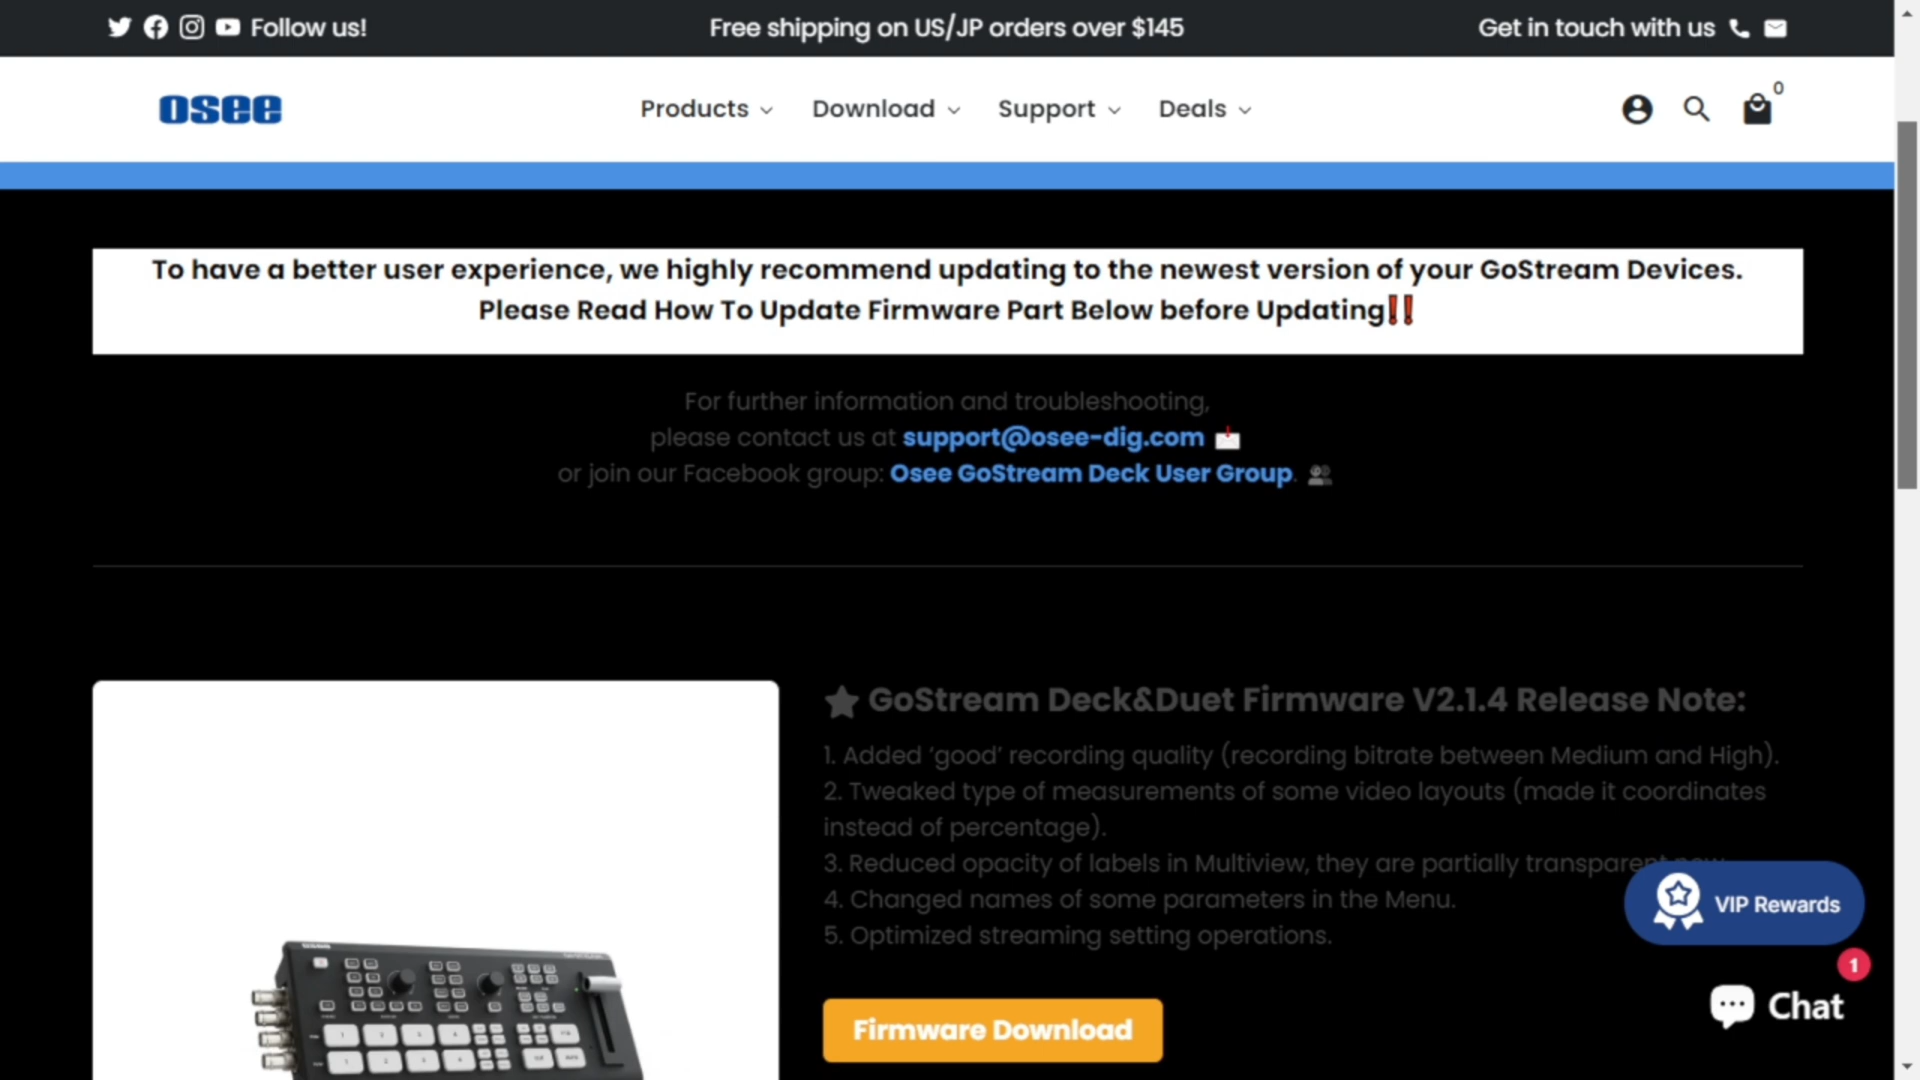 Follow us!
Free shipping on US/JP orders over $145
Get in touch with us
osee
Products
Download
Support
Deals
0
To have a better user experience, we highly recommend updating to the newest version of your GoStream Devices.
Please Read How To Update Firmware Part Below before Updating‼️
For further information and troubleshooting,
please contact us at support@osee-dig.com
or join our Facebook group: Osee GoStream Deck User Group.
GoStream Deck&Duet Firmware V2.1.4 Release Note:
1. Added ‘good’ recording quality (recording bitrate between Medium and High).
2. Tweaked type of measurements of some video layouts (made it coordinates
instead of percentage).
3. Reduced opacity of labels in Multiview, they are partially transparent now.
4. Changed names of some parameters in the Menu.
5. Optimized streaming setting operations.
VIP Rewards
Firmware Download
1
Chat